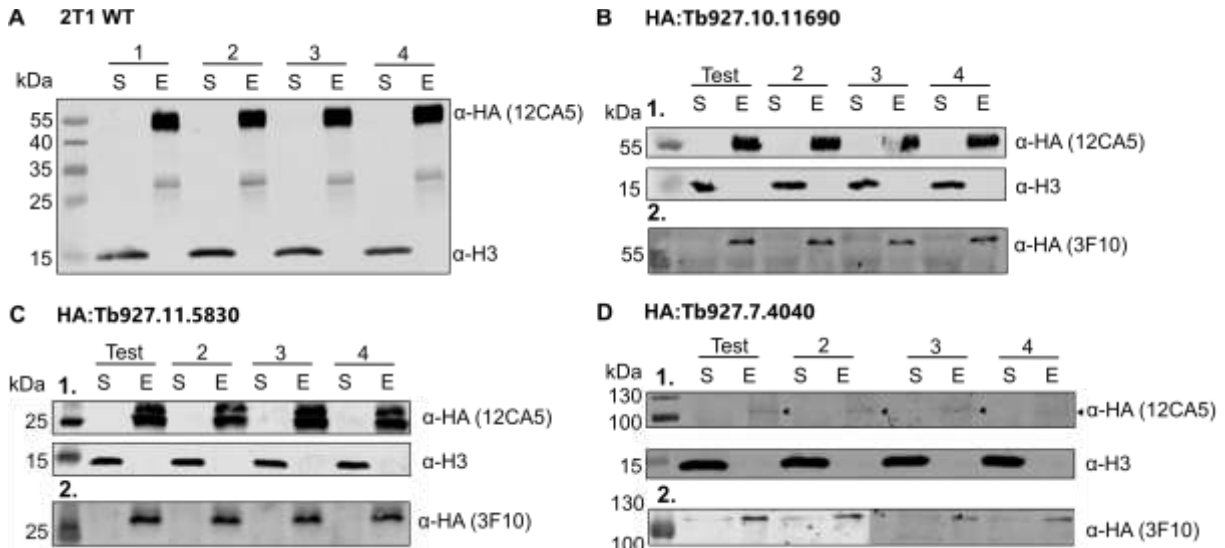 A 2T1 WT
1 2 3 4
kDa S E S E S E S E
55
40
35
25
15
α-HA (12CA5)
α-H3
B HA:Tb927.10.11690
Test 2 3 4
S E S E S E S E
kDa 1.
55 α-HA (12CA5)
15 α-H3
2.
55 α-HA (3F10)
C HA:Tb927.11.5830
Test 2 3 4
kDa 1. S E S E S E S E
25 α-HA (12CA5)
15 α-H3
2.
25 α-HA (3F10)
D HA:Tb927.7.4040
Test 2 3 4
kDa 1. S E S E S E S E
130
100 α-HA (12CA5)
15 α-H3
2.
130
100 α-HA (3F10)